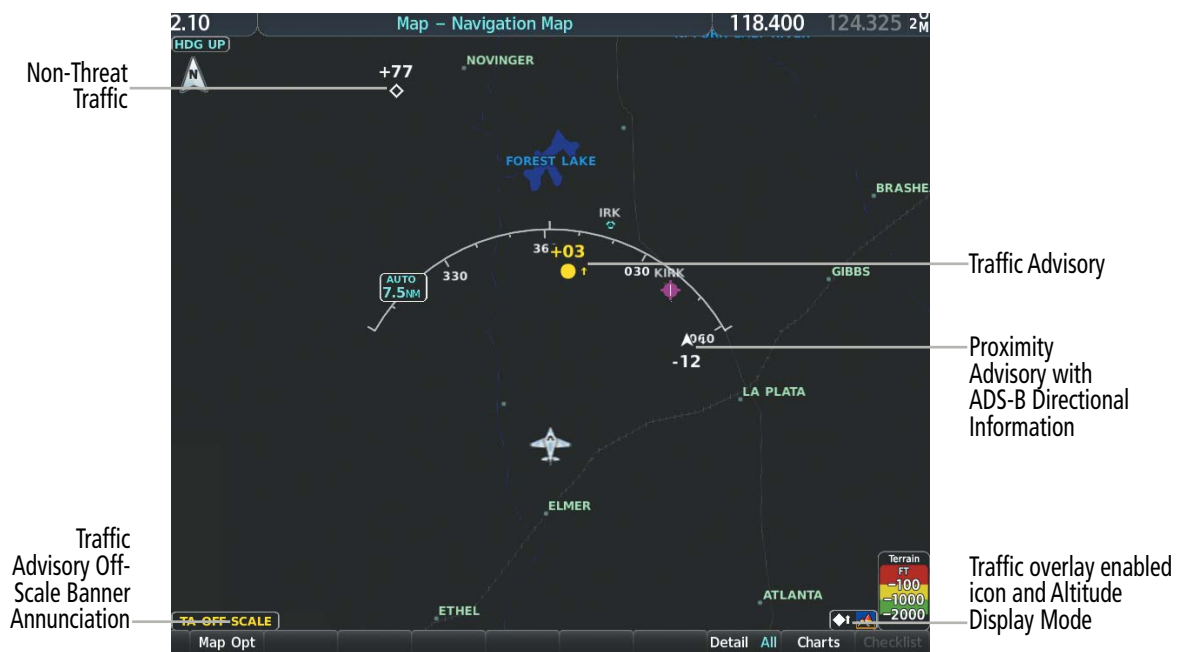 2.10
Map – Navigation Map
118.400
124.325
2
M
HDG UP
N
+77
NOVINGER
Non-Threat
Traffic
FOREST LAKE
BRASHE
IRK
36
+03
330
030
KIRK
GIBBS
AUTO
7.5NM
Traffic Advisory
060
-12
Proximity
Advisory with
ADS-B Directional
Information
LA PLATA
ELMER
Traffic
Advisory Off-
Scale Banner
Annunciation
TA OFF SCALE
ETHEL
ATLANTA
Terrain
FT
−100
−1000
−2000
Traffic overlay enabled
icon and Altitude
Display Mode
Map Opt
Detail All
Charts
Checklist